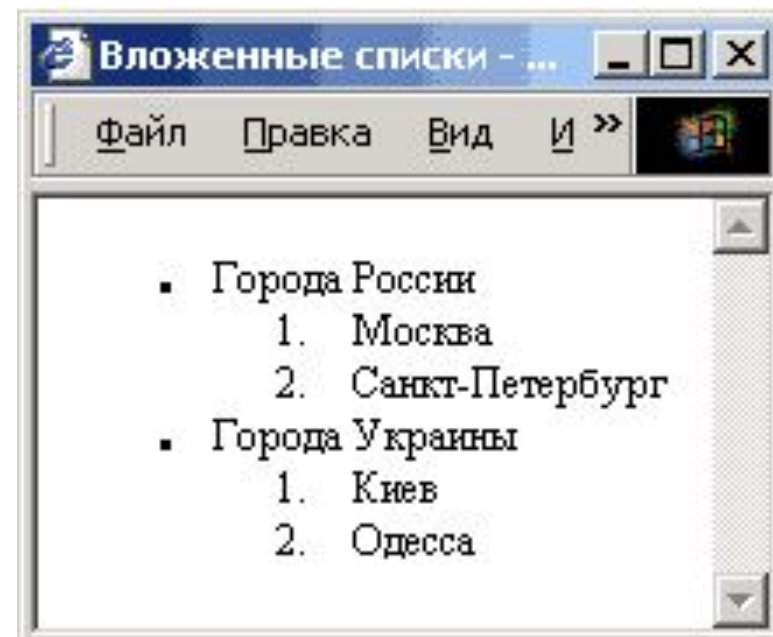 Вложенные списки - ...
Файл Правка Вид И »
▪ Города России
1. Москва
2. Санкт-Петербург
▪ Города Украины
1. Киев
2. Одесса